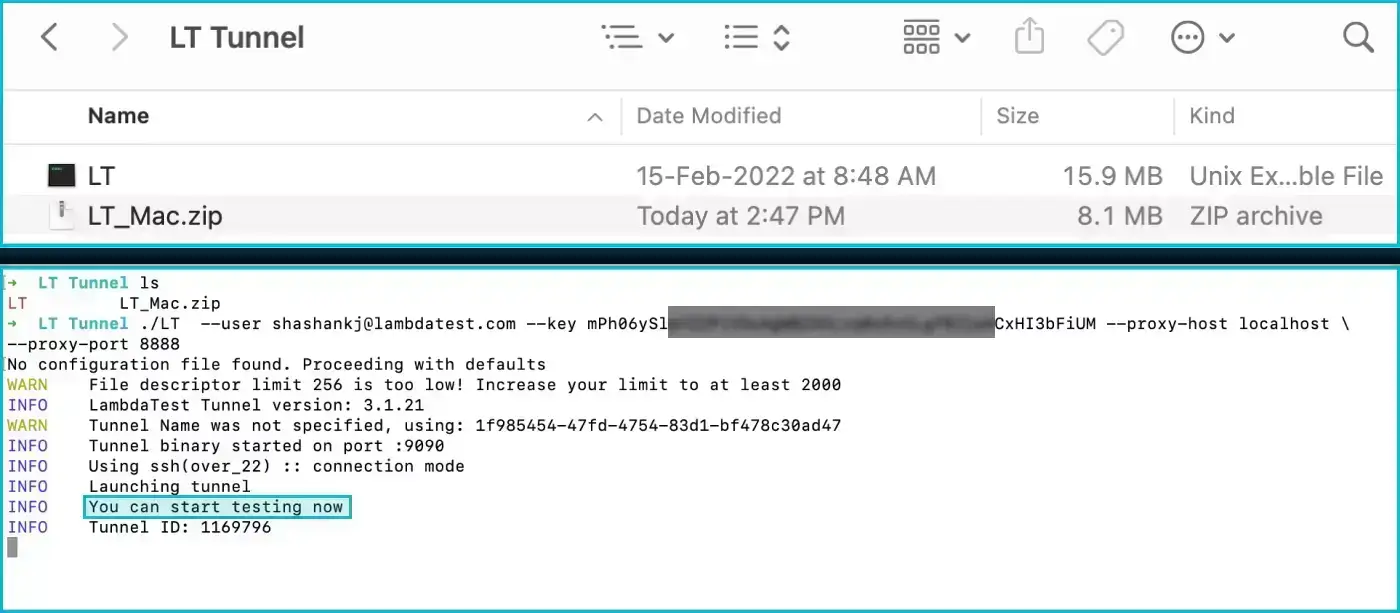 LT Tunnel
Name Date Modified Size Kind
LT 15-Feb-2022 at 8:48 AM 15.9 MB Unix Ex...ble File
LT_Mac.zip Today at 2:47 PM 8.1 MB ZIP archive
[→ LT Tunnel ls
LT LT_Mac.zip
→ LT Tunnel ./LT --user shashankj@lambdatest.com --key mPh06ySl CxHI3bFiUM --proxy-host localhost \
--proxy-port 8888
[No configuration file found. Proceeding with defaults
WARN File descriptor limit 256 is too low! Increase your limit to at least 2000
INFO LambdaTest Tunnel version: 3.1.21
WARN Tunnel Name was not specified, using: 1f985454-47fd-4754-83d1-bf478c30ad47
INFO Tunnel binary started on port :9090
INFO Using ssh(over_22) :: connection mode
INFO Launching tunnel
INFO You can start testing now
INFO Tunnel ID: 1169796